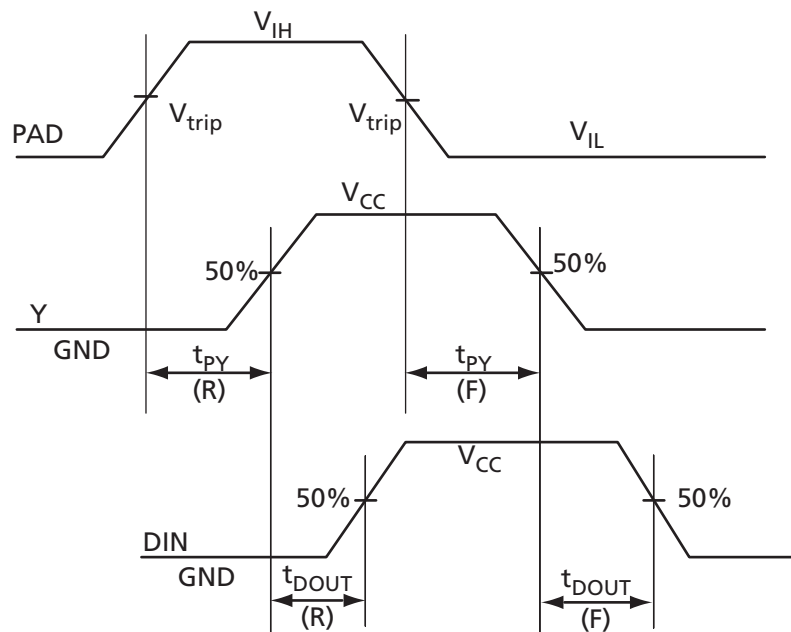 V_IH
V_trip
V_trip
PAD
V_IL
V_CC
50%
50%
Y
GND
t_PY
(R)
t_PY
(F)
V_CC
50%
50%
DIN
GND
t_DOUT
(R)
t_DOUT
(F)